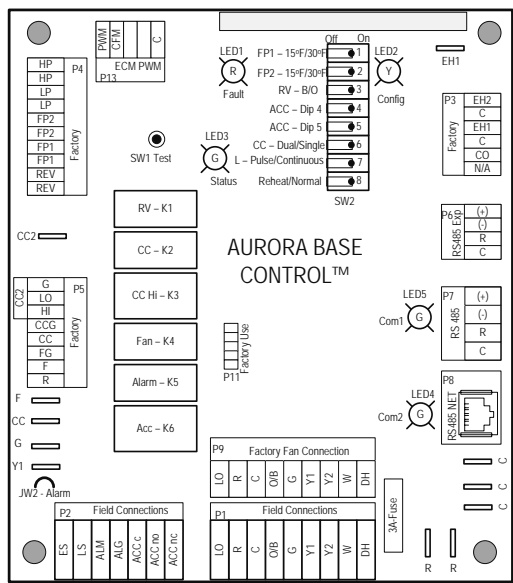 PWM
CFM
C
ECM PWM
P13
LED1
R
Fault
Off On
FP1 – 15ºF/30ºF 1
FP2 – 15ºF/30ºF 2
RV – B/O 3
ACC – Dip 4 4
ACC – Dip 5 5
CC – Dual/Single 6
L – Pulse/Continuous 7
Reheat/Normal 8
SW2
LED2
Y
Config
EH1
HP
HP
LP
LP
FP2
FP2
FP1
FP1
REV
REV
P4
Factory
SW1 Test
LED3
G
Status
P3
Factory
EH2
C
EH1
C
CO
N/A
RV – K1
CC – K2
CC Hi – K3
Fan – K4
Alarm – K5
Acc – K6
CC2
AURORA BASE
CONTROL™
P6
RS485 Exp
(+)
(-)
R
C
CC2
G
LO
HI
CCG
CC
FG
F
R
P5
Factory
Factory Use
P11
LED5
Com1
G
P7
RS 485
(+)
(-)
R
C
LED4
Com2
G
P8
RS485 NET
F
CC
G
Y1
JW2 - Alarm
P9 Factory Fan Connection
LO R C O/B G Y1 Y2 W DH
P2 Field Connections
ES LS ALM ALG ACC c ACC no ACC nc
P1 Field Connections
LO R C O/B G Y1 Y2 W DH
3A-Fuse
C
C
C
R R